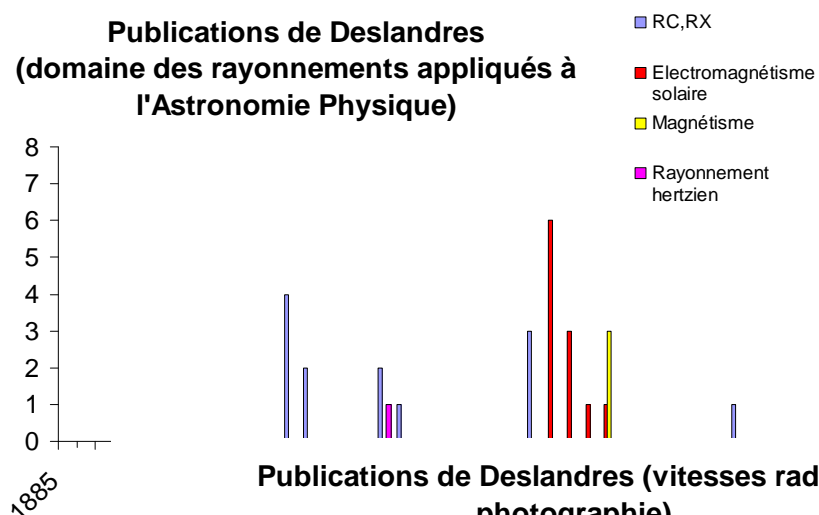 Publications de Deslandres
(domaine des rayonnements appliqués à
l'Astronomie Physique)
RC,RX
Electromagnétisme
solaire
Magnétisme
Rayonnement
hertzien
8
7
6
5
4
3
2
1
0
1885
Publications de Deslandres (vitesses rad
photographie)